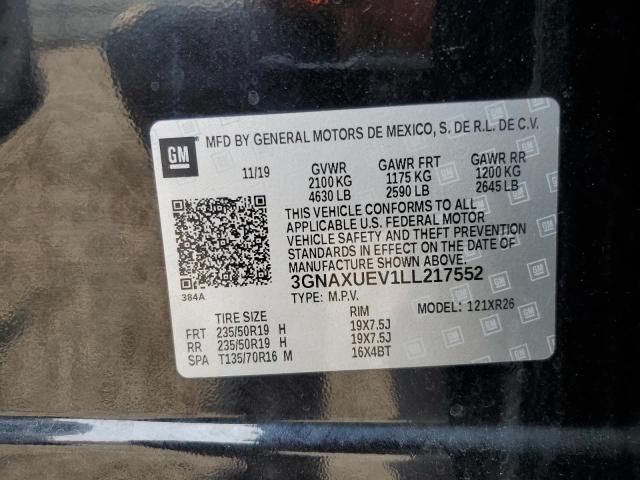 GM MFD BY GENERAL MOTORS DE MEXICO, S. DE R.L. DE C.V.
11/19 GVWR GAWR FRT GAWR RR
2100 KG 1175 KG 1200 KG
4630 LB 2590 LB 2645 LB
THIS VEHICLE CONFORMS TO ALL
APPLICABLE U.S. FEDERAL MOTOR
VEHICLE SAFETY AND THEFT PREVENTION
STANDARDS IN EFFECT ON THE DATE OF
MANUFACTURE SHOWN ABOVE.
3GNAXUEV1LL217552
384A TYPE: M.P.V. MODEL: 121XR26
TIRE SIZE RIM
FRT 235/50R19 H 19X7.5J
RR 235/50R19 H 19X7.5J
SPA T135/70R16 M 16X4BT